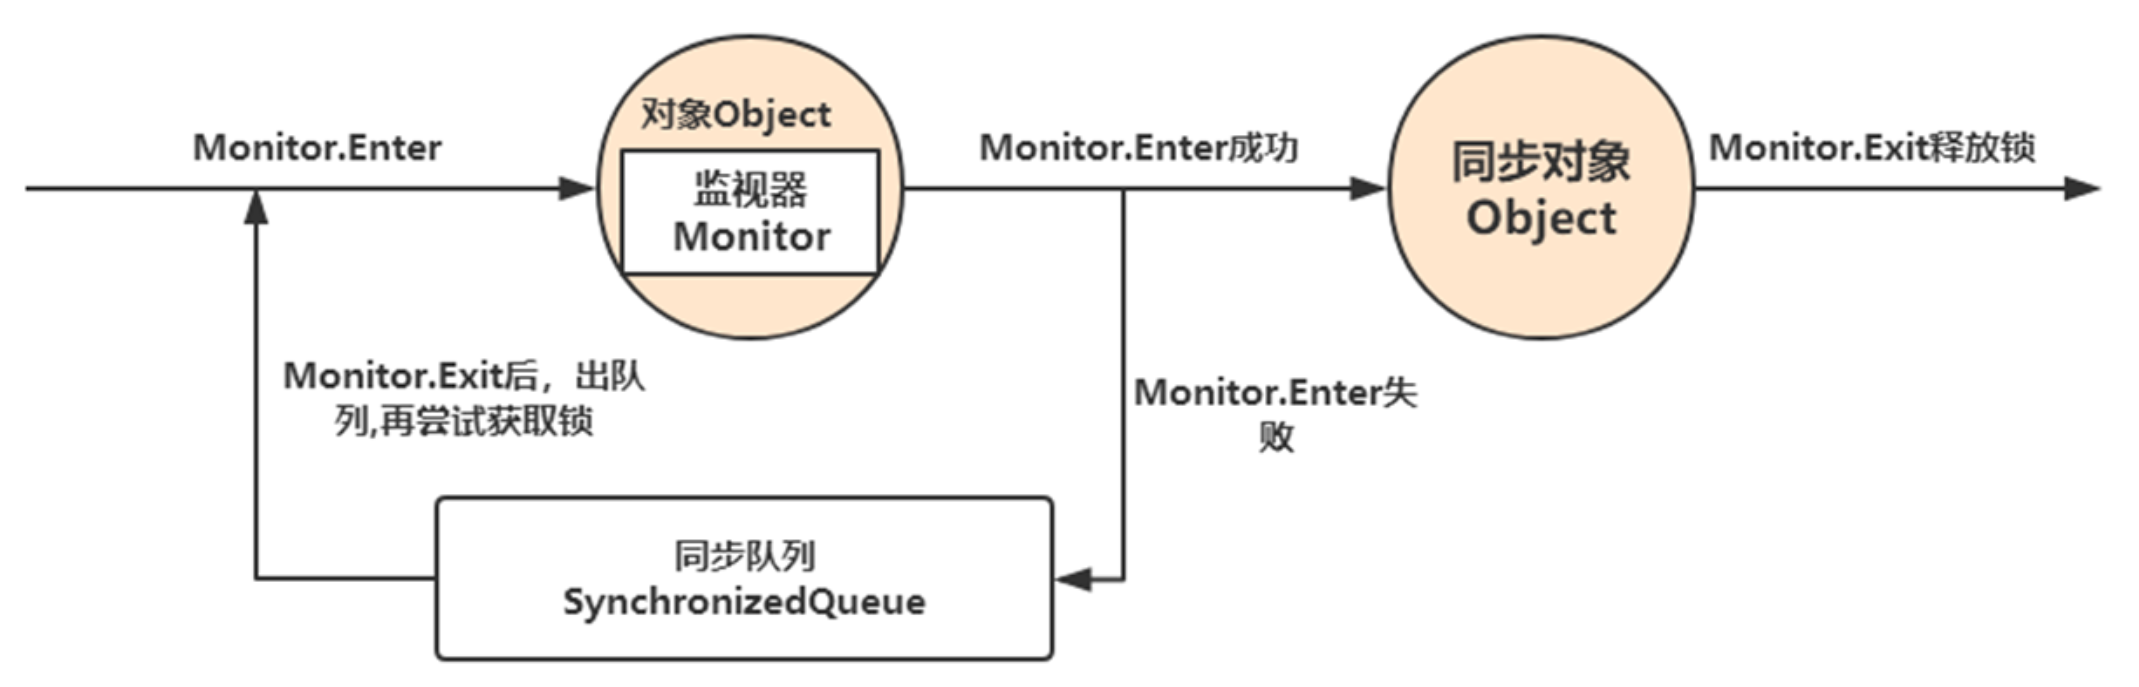 Monitor.Enter
对象Object
监视器
Monitor
Monitor.Enter成功
同步对象
Object
Monitor.Exit释放锁
Monitor.Exit后，出队
列,再尝试获取锁
Monitor.Enter失
败
同步队列
SynchronizedQueue